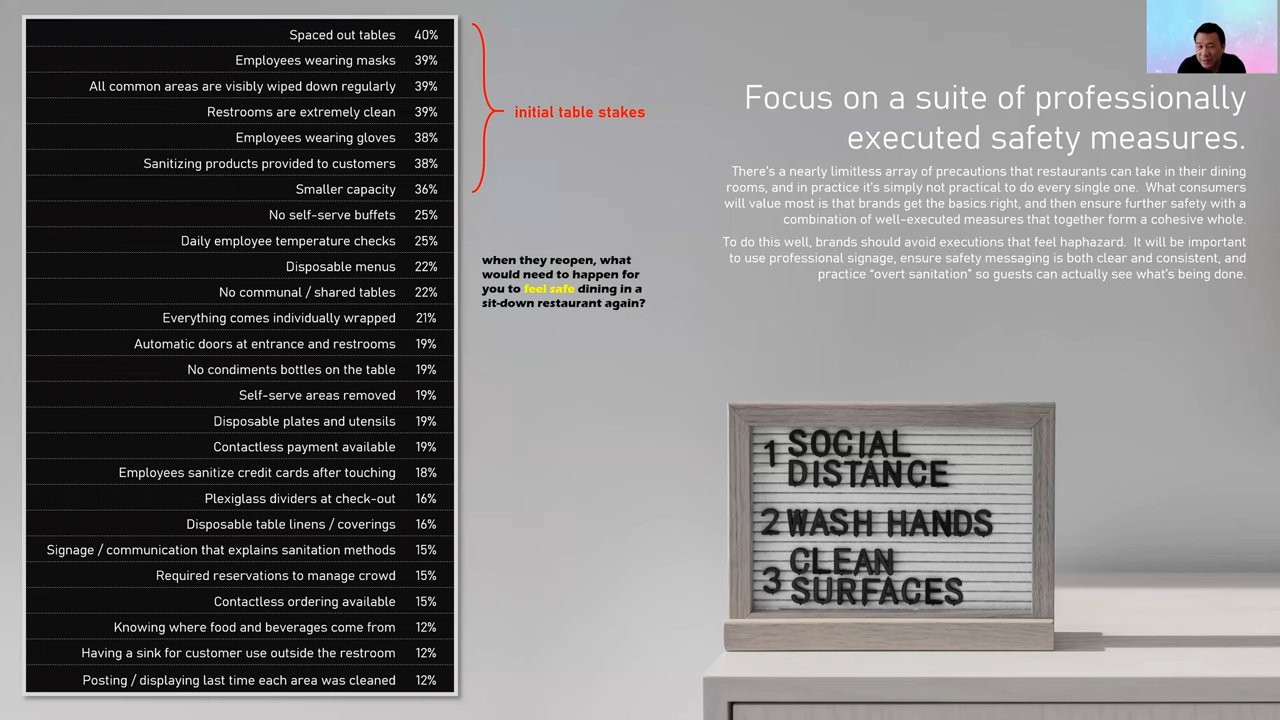 Spaced out tables 40%
Employees wearing masks 39%
All common areas are visibly wiped down regularly 39%
Restrooms are extremely clean 39%
Employees wearing gloves 38%
Sanitizing products provided to customers 38%
Smaller capacity 36%
No self-serve buffets 25%
Daily employee temperature checks 25%
Disposable menus 22%
No communal / shared tables 22%
Everything comes individually wrapped 21%
Automatic doors at entrance and restrooms 19%
No condiments bottles on the table 19%
Self-serve areas removed 19%
Disposable plates and utensils 19%
Contactless payment available 19%
Employees sanitize credit cards after touching 18%
Plexiglass dividers at check-out 16%
Disposable table linens / coverings 16%
Signage / communication that explains sanitation methods 15%
Required reservations to manage crowd 15%
Contactless ordering available 15%
Knowing where food and beverages come from 12%
Having a sink for customer use outside the restroom 12%
Posting / displaying last time each area was cleaned 12%
initial table stakes
when they reopen, what
would need to happen for
you to feel safe dining in a
sit-down restaurant again?
Focus on a suite of professionally
executed safety measures.
There's a nearly limitless array of precautions that restaurants can take in their dining
rooms, and in practice it's simply not practical to do every single one. What consumers
will value most is that brands get the basics right, and then ensure further safety with a
combination of well-executed measures that together form a cohesive whole.
To do this well, brands should avoid executions that feel haphazard. It will be important
to use professional signage, ensure safety messaging is both clear and consistent, and
practice "overt sanitation" so guests can actually see what's being done.
1 SOCIAL
DISTANCE
2 WASH HANDS
3 CLEAN
SURFACES